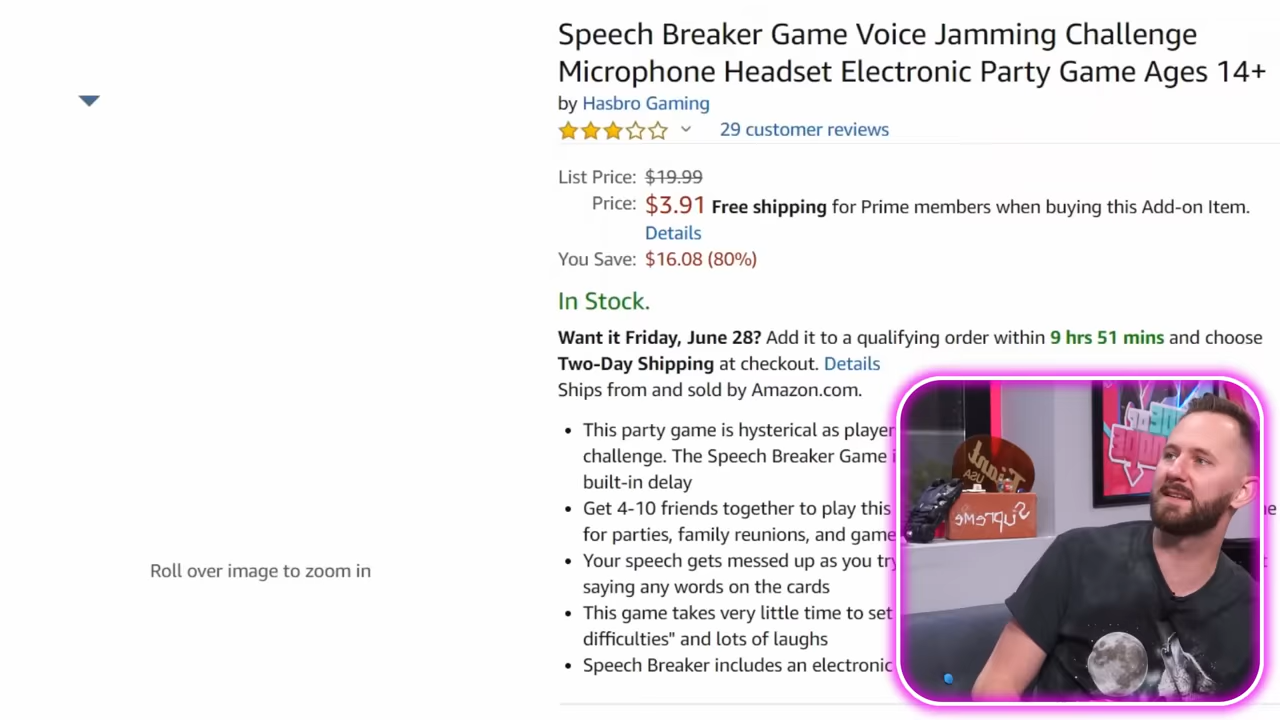 Speech Breaker Game Voice Jamming Challenge
Microphone Headset Electronic Party Game Ages 14+
by Hasbro Gaming
29 customer reviews
List Price: $19.99
Price: $3.91 Free shipping for Prime members when buying this Add-on Item.
Details
You Save: $16.08 (80%)
In Stock.
Want it Friday, June 28? Add it to a qualifying order within 9 hrs 51 mins and choose
Two-Day Shipping at checkout. Details
Ships from and sold by Amazon.com.
• This party game is hysterical as player
challenge. The Speech Breaker Game i
built-in delay
• Get 4-10 friends together to play this
for parties, family reunions, and game
• Your speech gets messed up as you try
saying any words on the cards
• This game takes very little time to set
difficulties" and lots of laughs
• Speech Breaker includes an electronic
Roll over image to zoom in
Giant
USA
Supreme